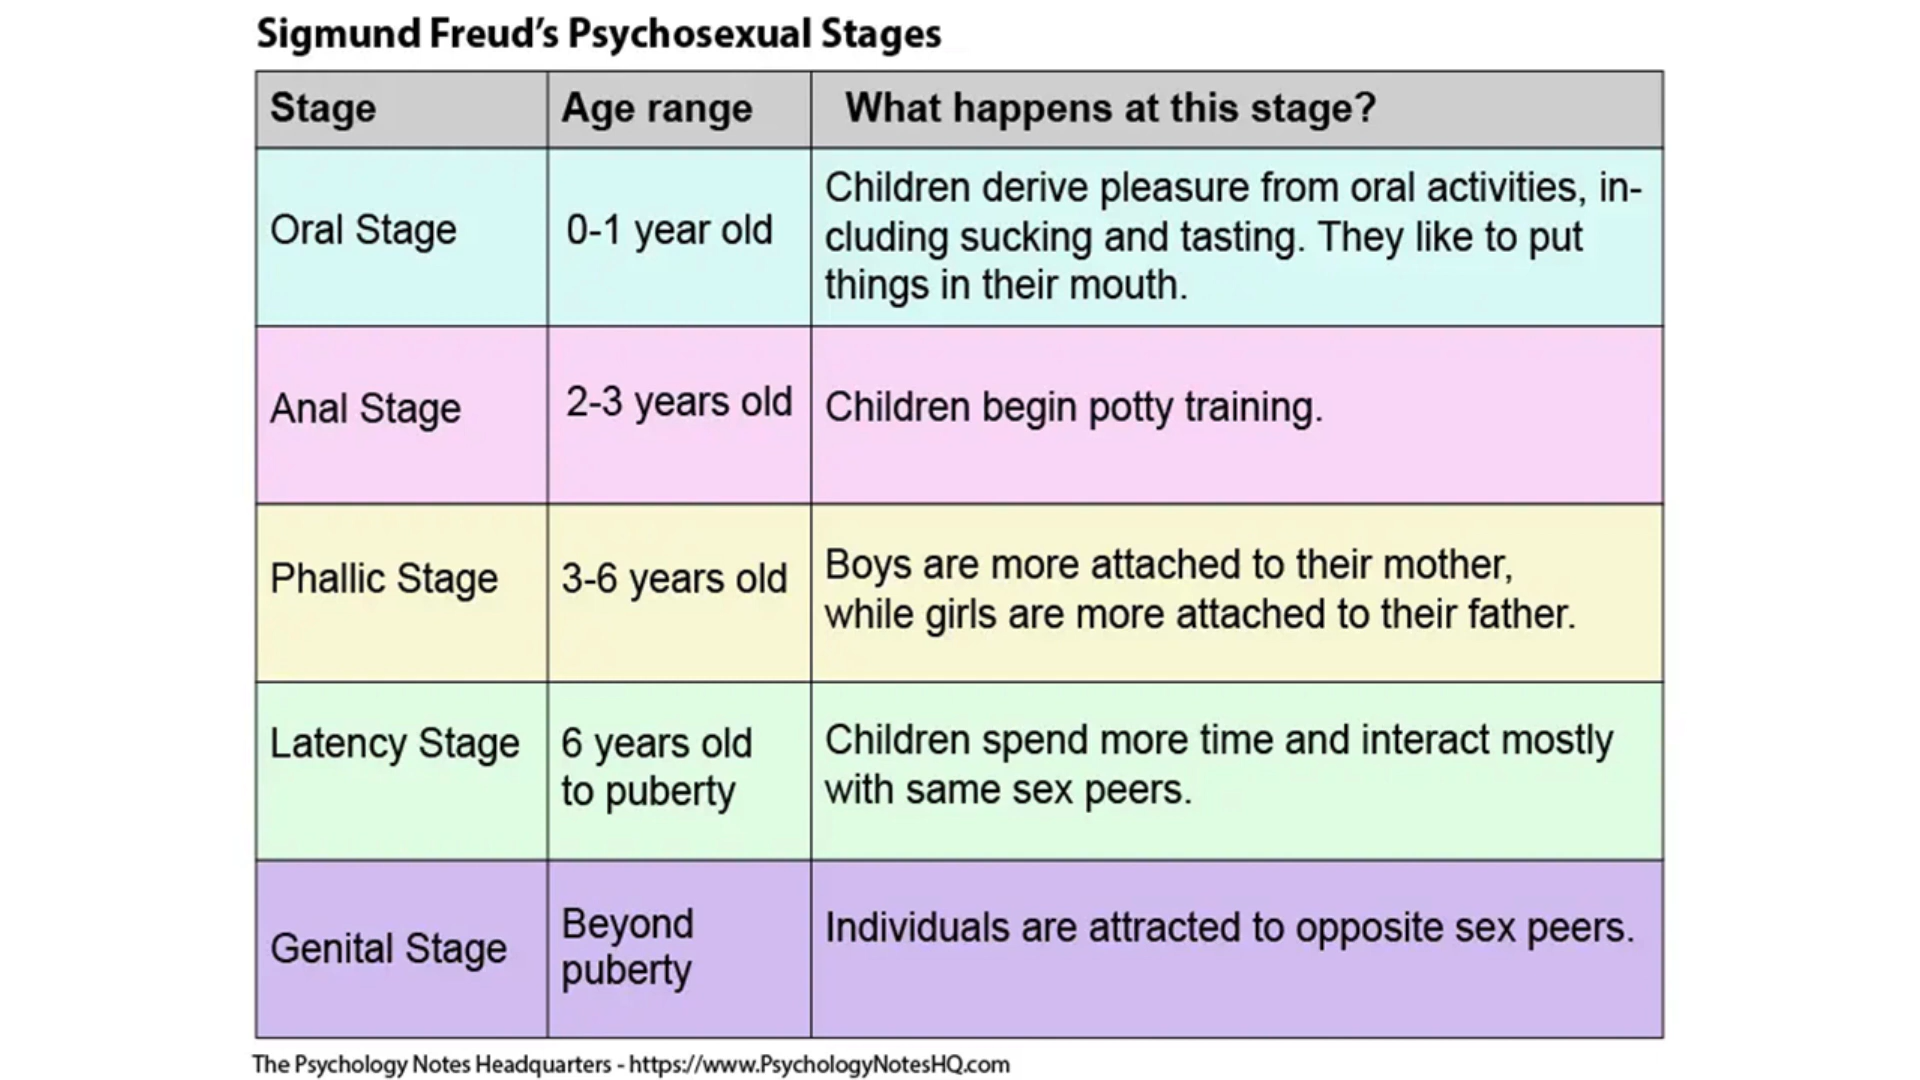 Sigmund Freud's Psychosexual Stages
Stage
Age range
What happens at this stage?
Oral Stage
0-1 year old
Children derive pleasure from oral activities, in-
cluding sucking and tasting. They like to put
things in their mouth.
Anal Stage
2-3 years old
Children begin potty training.
Phallic Stage
3-6 years old
Boys are more attached to their mother,
while girls are more attached to their father.
Latency Stage
6 years old
to puberty
Children spend more time and interact mostly
with same sex peers.
Genital Stage
Beyond
puberty
Individuals are attracted to opposite sex peers.
The Psychology Notes Headquarters - https://www.PsychologyNotesHQ.com